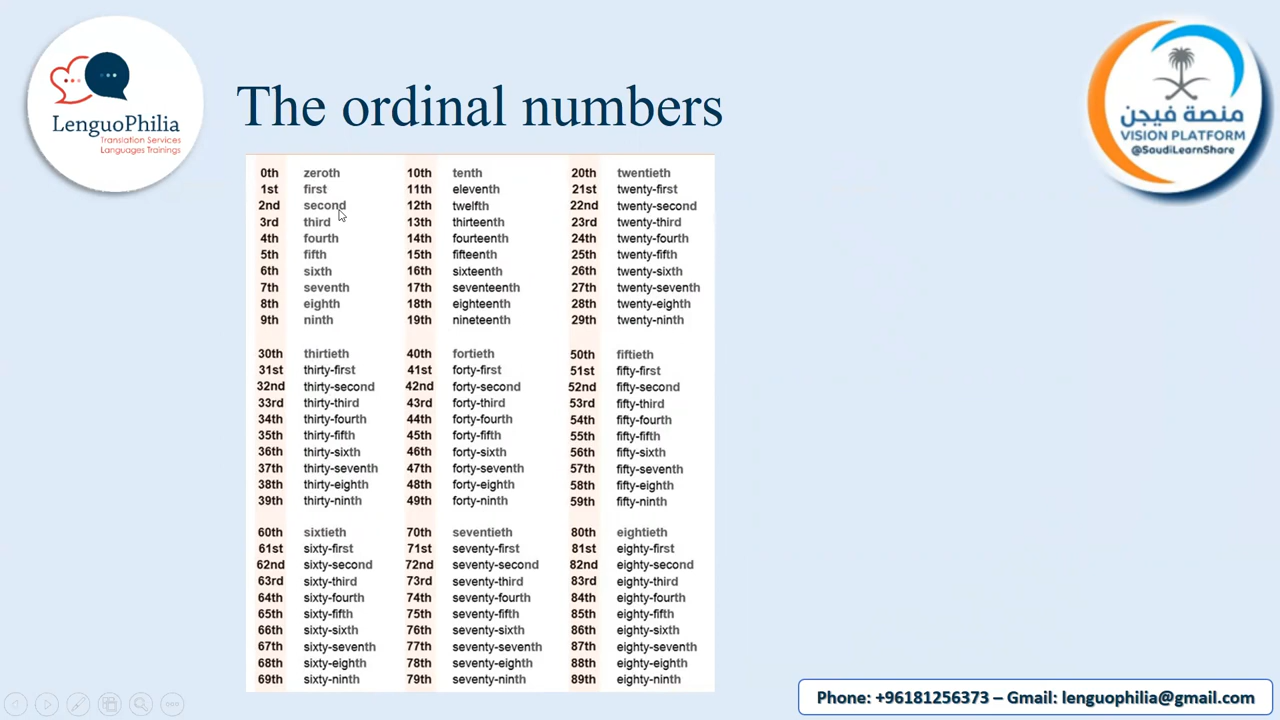 LenguoPhilia
Translation Services
Languages Trainings
The ordinal numbers
منصة فيجن
VISION PLATFORM
@SaudiLearnShare
0th zeroth 10th tenth 20th twentieth
1st first 11th eleventh 21st twenty-first
2nd second 12th twelfth 22nd twenty-second
3rd third 13th thirteenth 23rd twenty-third
4th fourth 14th fourteenth 24th twenty-fourth
5th fifth 15th fifteenth 25th twenty-fifth
6th sixth 16th sixteenth 26th twenty-sixth
7th seventh 17th seventeenth 27th twenty-seventh
8th eighth 18th eighteenth 28th twenty-eighth
9th ninth 19th nineteenth 29th twenty-ninth
30th thirtieth 40th fortieth 50th fiftieth
31st thirty-first 41st forty-first 51st fifty-first
32nd thirty-second 42nd forty-second 52nd fifty-second
33rd thirty-third 43rd forty-third 53rd fifty-third
34th thirty-fourth 44th forty-fourth 54th fifty-fourth
35th thirty-fifth 45th forty-fifth 55th fifty-fifth
36th thirty-sixth 46th forty-sixth 56th fifty-sixth
37th thirty-seventh 47th forty-seventh 57th fifty-seventh
38th thirty-eighth 48th forty-eighth 58th fifty-eighth
39th thirty-ninth 49th forty-ninth 59th fifty-ninth
60th sixtieth 70th seventieth 80th eightieth
61st sixty-first 71st seventy-first 81st eighty-first
62nd sixty-second 72nd seventy-second 82nd eighty-second
63rd sixty-third 73rd seventy-third 83rd eighty-third
64th sixty-fourth 74th seventy-fourth 84th eighty-fourth
65th sixty-fifth 75th seventy-fifth 85th eighty-fifth
66th sixty-sixth 76th seventy-sixth 86th eighty-sixth
67th sixty-seventh 77th seventy-seventh 87th eighty-seventh
68th sixty-eighth 78th seventy-eighth 88th eighty-eighth
69th sixty-ninth 79th seventy-ninth 89th eighty-ninth
Phone: +96181256373 – Gmail: lenguophilia@gmail.com